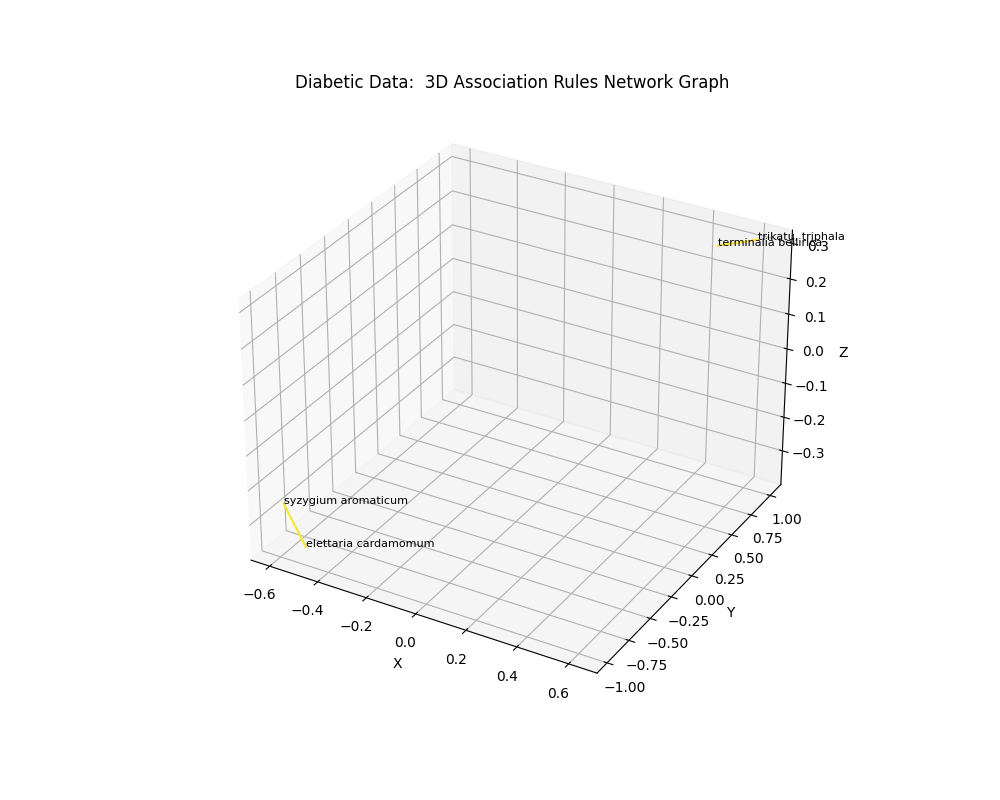 Diabetic Data:  3D Association Rules Network Graph
trikatu, triphala
terminalia bellirica
0.3
0.2
0.1
0.0
Z
−0.1
−0.2
−0.3
syzygium aromaticum
elettaria cardamomum
1.00
0.75
0.50
0.25
0.00
Y
−0.25
−0.50
−0.75
−1.00
−0.6
−0.4
−0.2
0.0
X
0.2
0.4
0.6